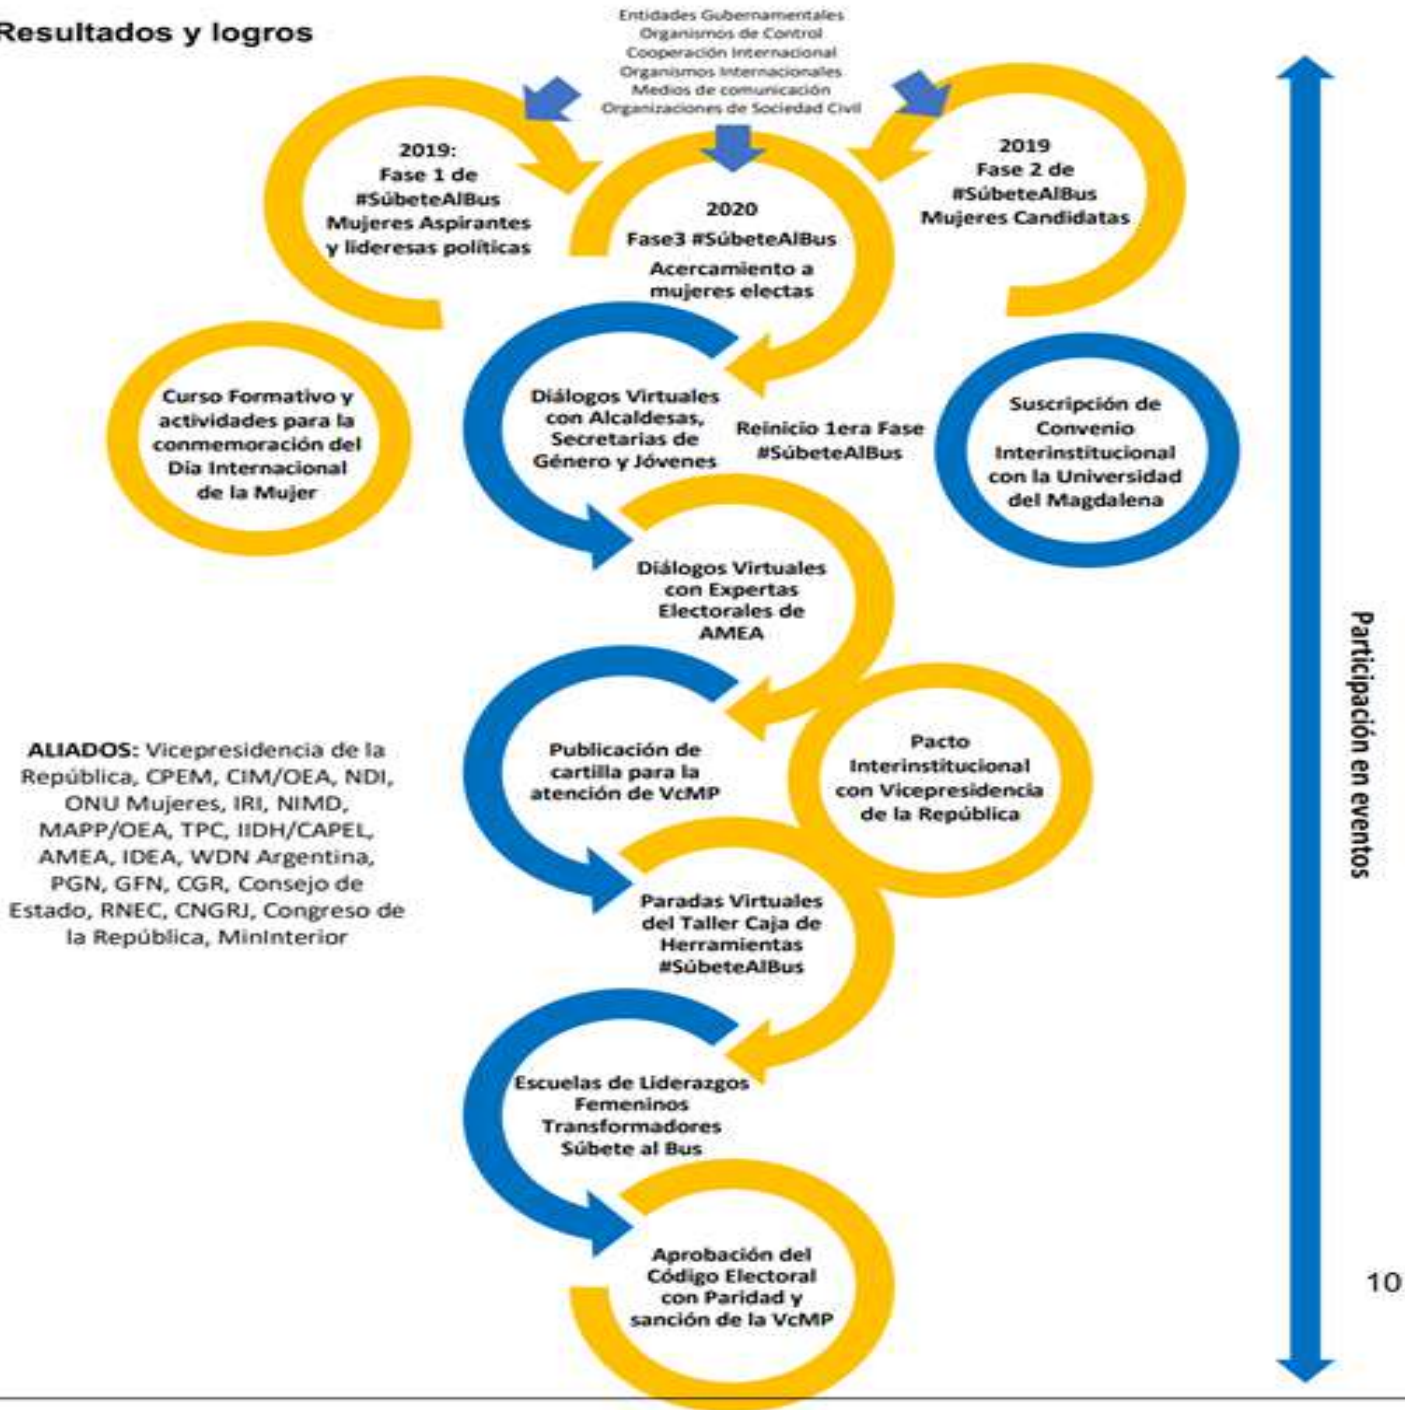 Resultados y logros
Entidades Gubernamentales
Organismos de Control
Cooperación Internacional
Organismos Internacionales
Medios de comunicación
Organizaciones de Sociedad Civil
2019:
Fase 1 de
#SúbeteAlBus
Mujeres Aspirantes
y lideresas políticas
2020
Fase3 #SúbeteAlBus
Acercamiento a
mujeres electas
2019
Fase 2 de
#SúbeteAlBus
Mujeres Candidatas
Curso Formativo y
actividades para la
conmemoración del
Día Internacional
de la Mujer
Diálogos Virtuales
con Alcaldesas,
Secretarias de
Género y Jóvenes
Reinicio 1era Fase
#SúbeteAlBus
Suscripción de
Convenio
Interinstitucional
con la Universidad
del Magdalena
Diálogos Virtuales
con Expertas
Electorales de
AMEA
Participación en eventos
ALIADOS: Vicepresidencia de la
República, CPEM, CIM/OEA, NDI,
ONU Mujeres, IRI, NIMD,
MAPP/OEA, TPC, IIDH/CAPEL,
AMEA, IDEA, WDN Argentina,
PGN, GFN, CGR, Consejo de
Estado, RNEC, CNGRJ, Congreso de
la República, MinInterior
Publicación de
cartilla para la
atención de VcMP
Pacto
Interinstitucional
con Vicepresidencia
de la República
Paradas Virtuales
del Taller Caja de
Herramientas
#SúbeteAlBus
Escuelas de Liderazgos
Femeninos
Transformadores
Súbete al Bus
Aprobación del
Código Electoral
con Paridad y
sanción de la VcMP
10